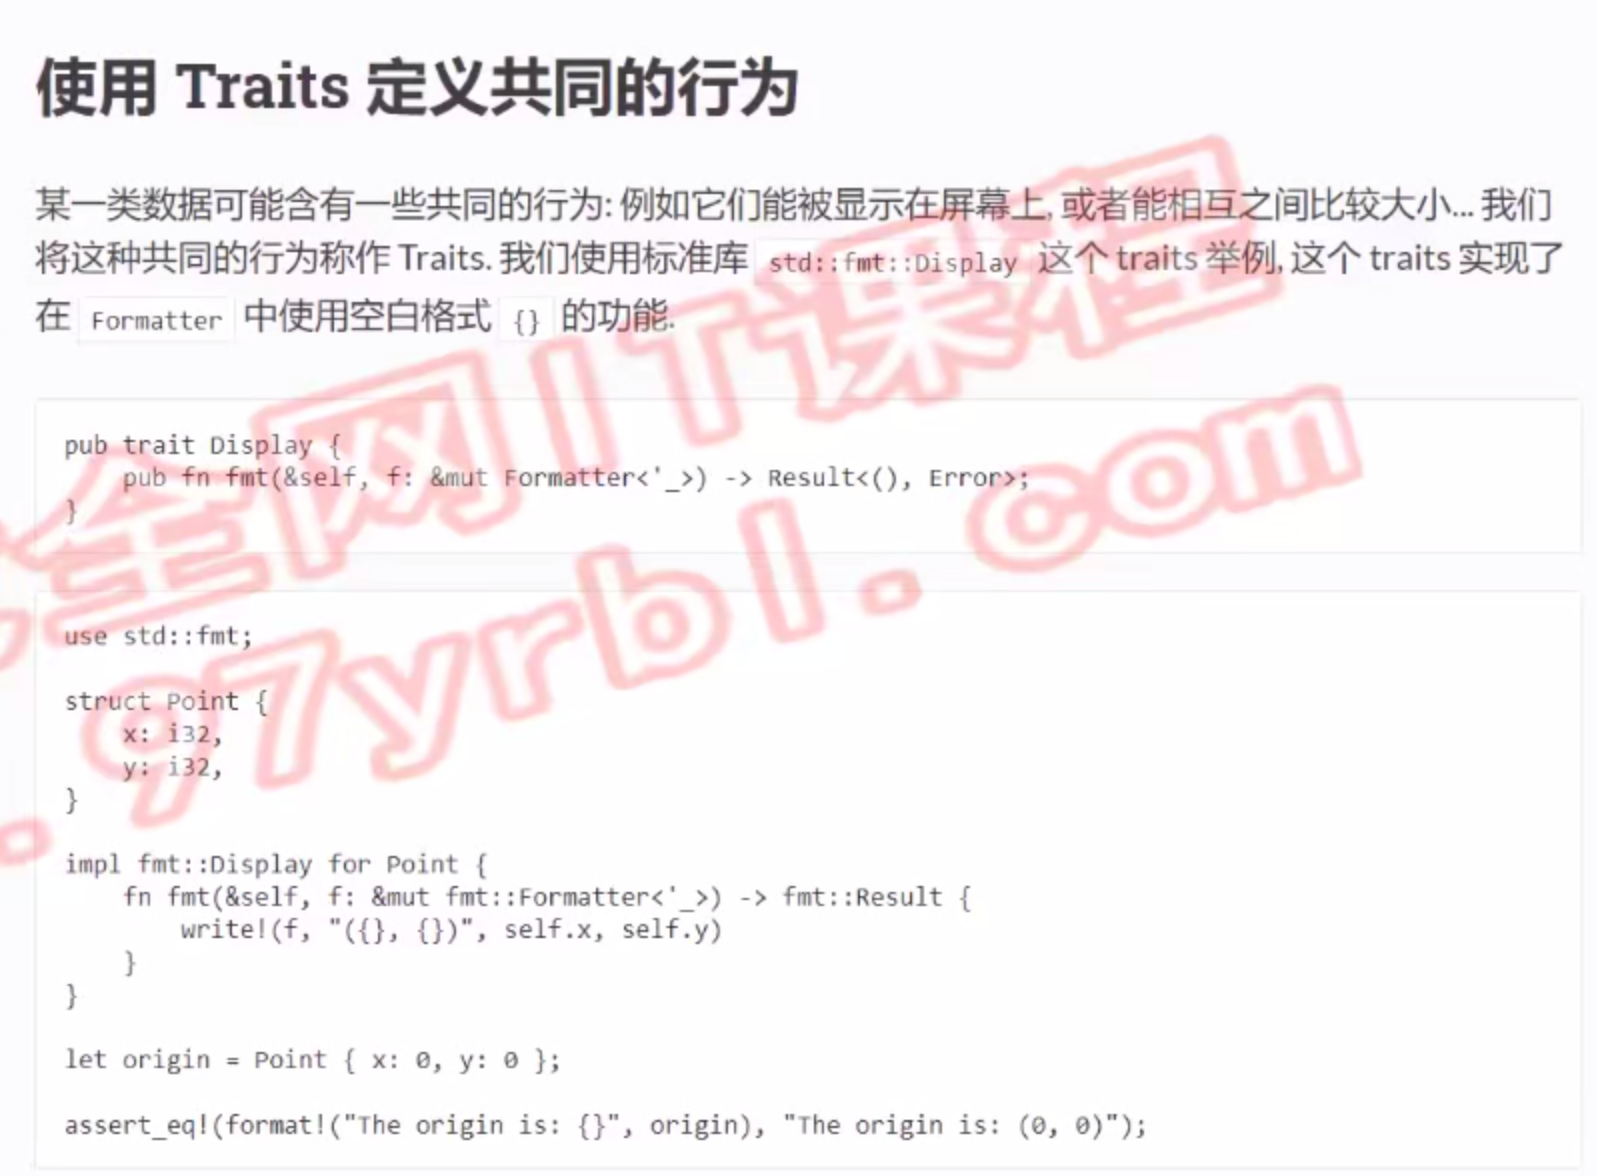 使用 Traits 定义共同的行为
某一类数据可能含有一些共同的行为: 例如它们能被显示在屏幕上, 或者能相互之间比较大小... 我们
将这种共同的行为称作 Traits. 我们使用标准库 std::fmt::Display 这个 traits 举例, 这个 traits 实现了
在 Formatter 中使用空白格式 {} 的功能.
pub trait Display {
    pub fn fmt(&self, f: &mut Formatter<'_>) -> Result<(), Error>;
}
use std::fmt;
struct Point {
    x: i32,
    y: i32,
}
impl fmt::Display for Point {
    fn fmt(&self, f: &mut fmt::Formatter<'_>) -> fmt::Result {
        write!(f, "({}, {})", self.x, self.y)
    }
}
let origin = Point { x: 0, y: 0 };
assert_eq!(format!("The origin is: {}", origin), "The origin is: (0, 0)");
全网IT课程
.97yrbl.com